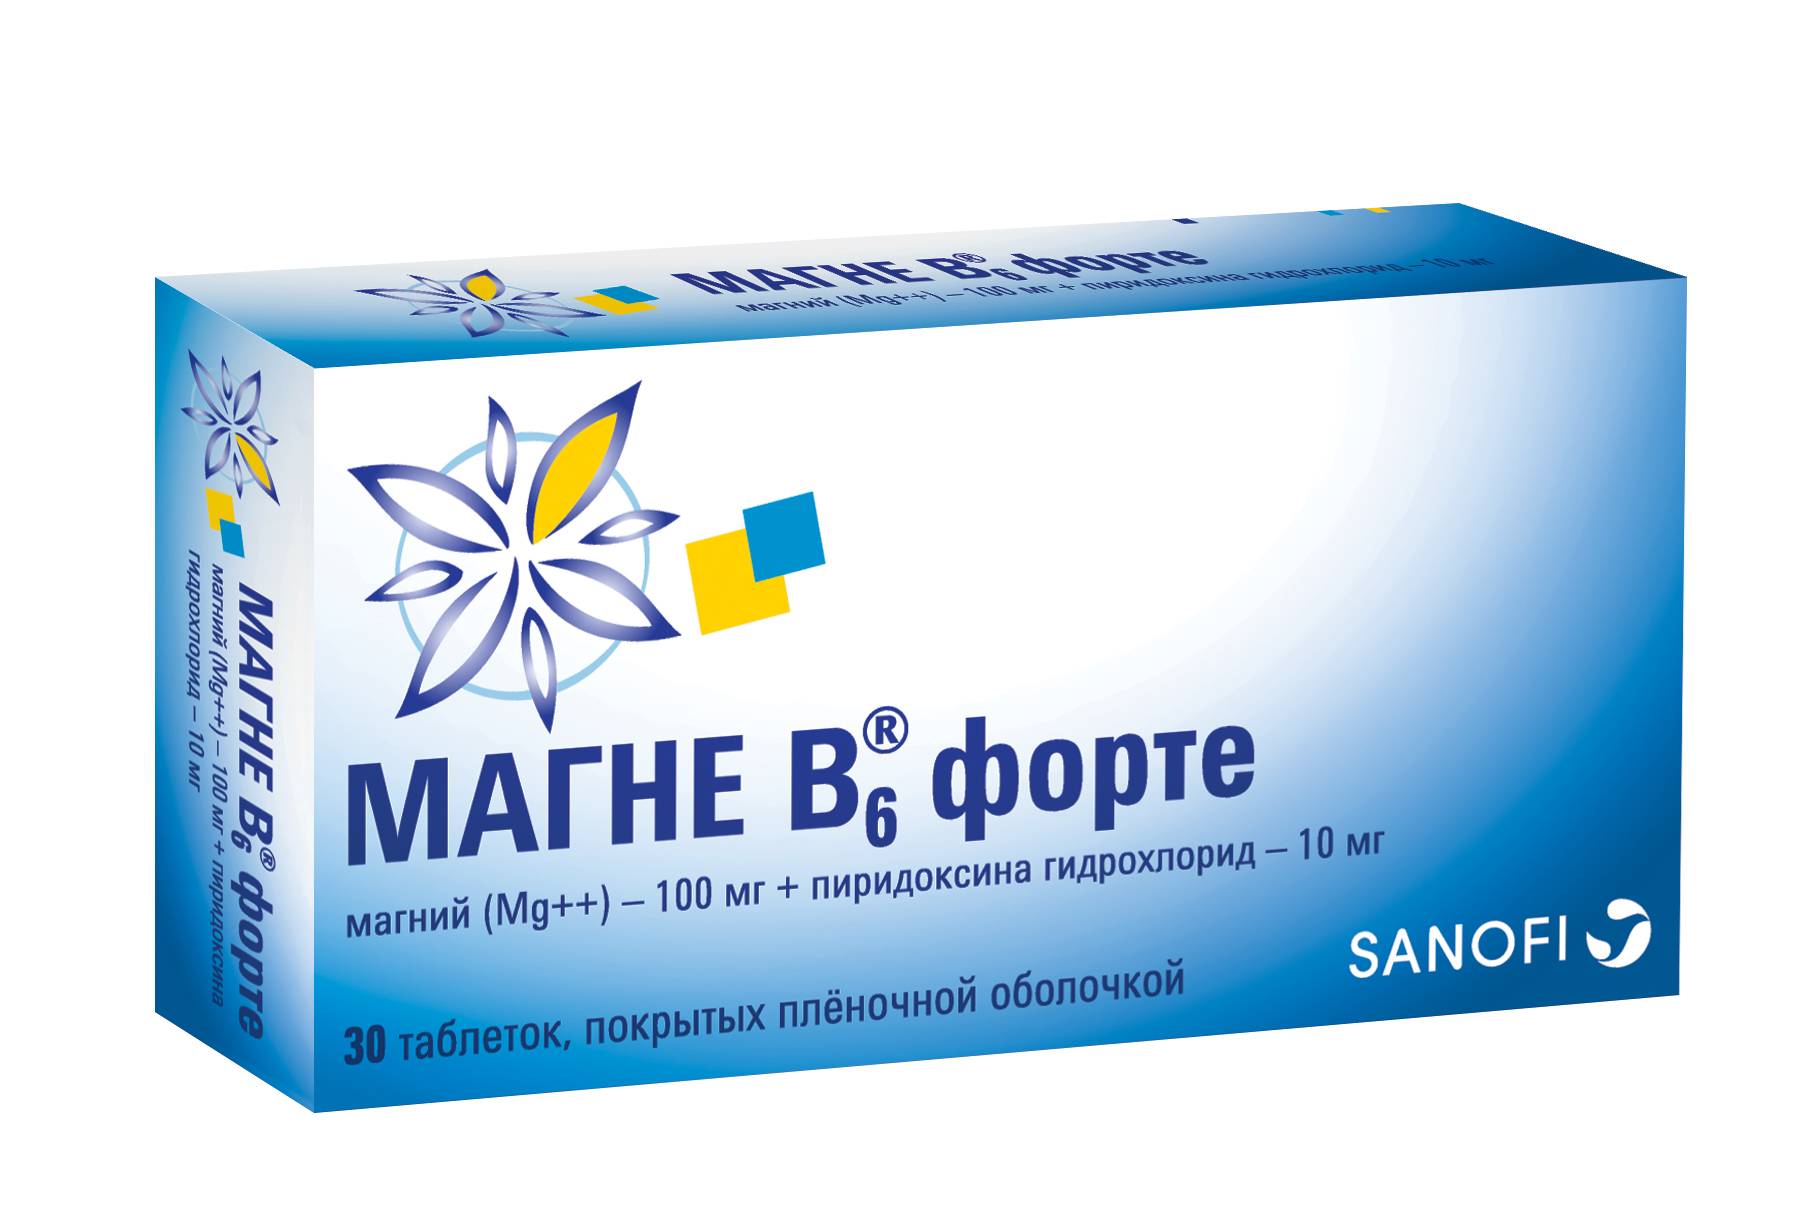 МАГНЕ B6® форте
магний (Mg++) – 100 мг + пиридоксина гидрохлорид – 10 мг
МАГНЕ B6® форте
магний (Mg++) – 100 мг + пиридоксина
гидрохлорид – 10 мг
МАГНЕ B6® форте
магний (Mg++) – 100 мг + пиридоксина гидрохлорид – 10 мг
30 таблеток, покрытых плёночной оболочкой
SANOFI